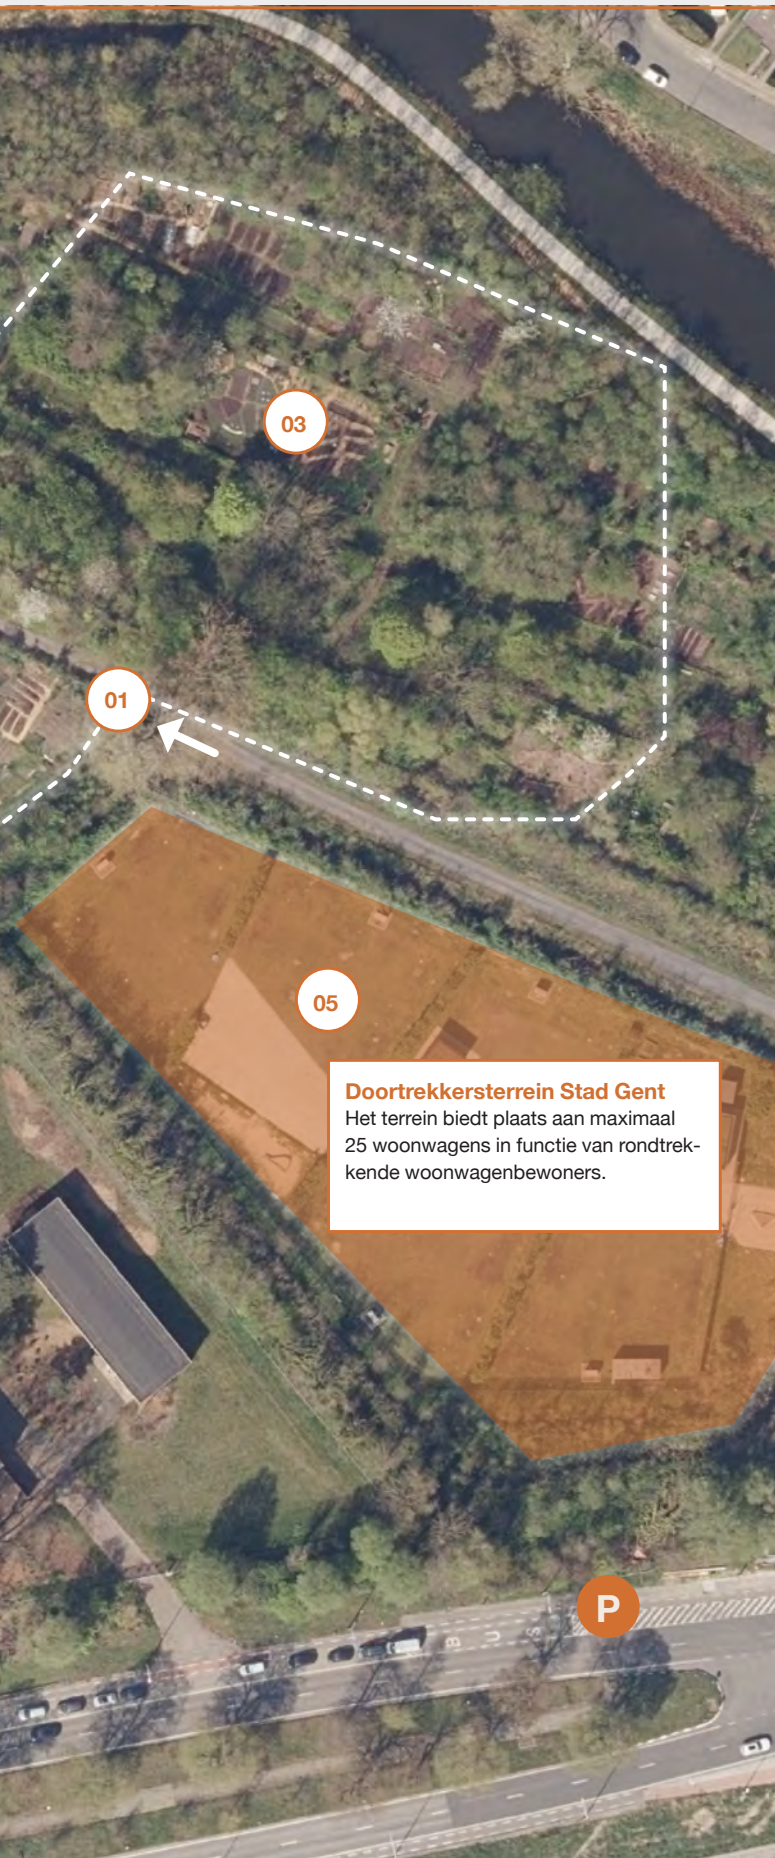 03
01
05
Doortrekkersterrein Stad Gent
Het terrein biedt plaats aan maximaal
25 woonwagens in functie van rondtrek-
kende woonwagenbewoners.
P
BUS